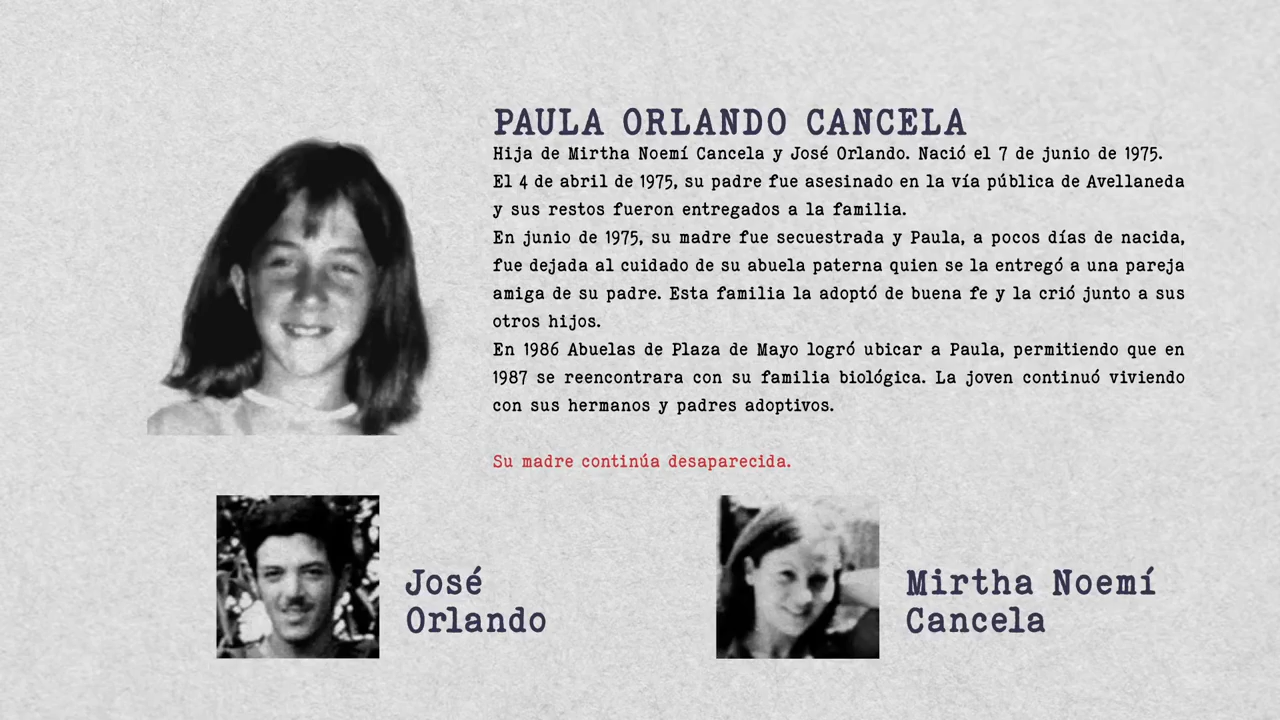 PAULA ORLANDO CANCELA
Hija de Mirtha Noemí Cancela y José Orlando. Nació el 7 de junio de 1975.
El 4 de abril de 1975, su padre fue asesinado en la vía pública de Avellaneda
y sus restos fueron entregados a la familia.
En junio de 1975, su madre fue secuestrada y Paula, a pocos días de nacida,
fue dejada al cuidado de su abuela paterna quien se la entregó a una pareja
amiga de su padre. Esta familia la adoptó de buena fe y la crió junto a sus
otros hijos.
En 1986 Abuelas de Plaza de Mayo logró ubicar a Paula, permitiendo que en
1987 se reencontrara con su familia biológica. La joven continuó viviendo
con sus hermanos y padres adoptivos.
Su madre continúa desaparecida.
José
Orlando
Mirtha Noemí
Cancela